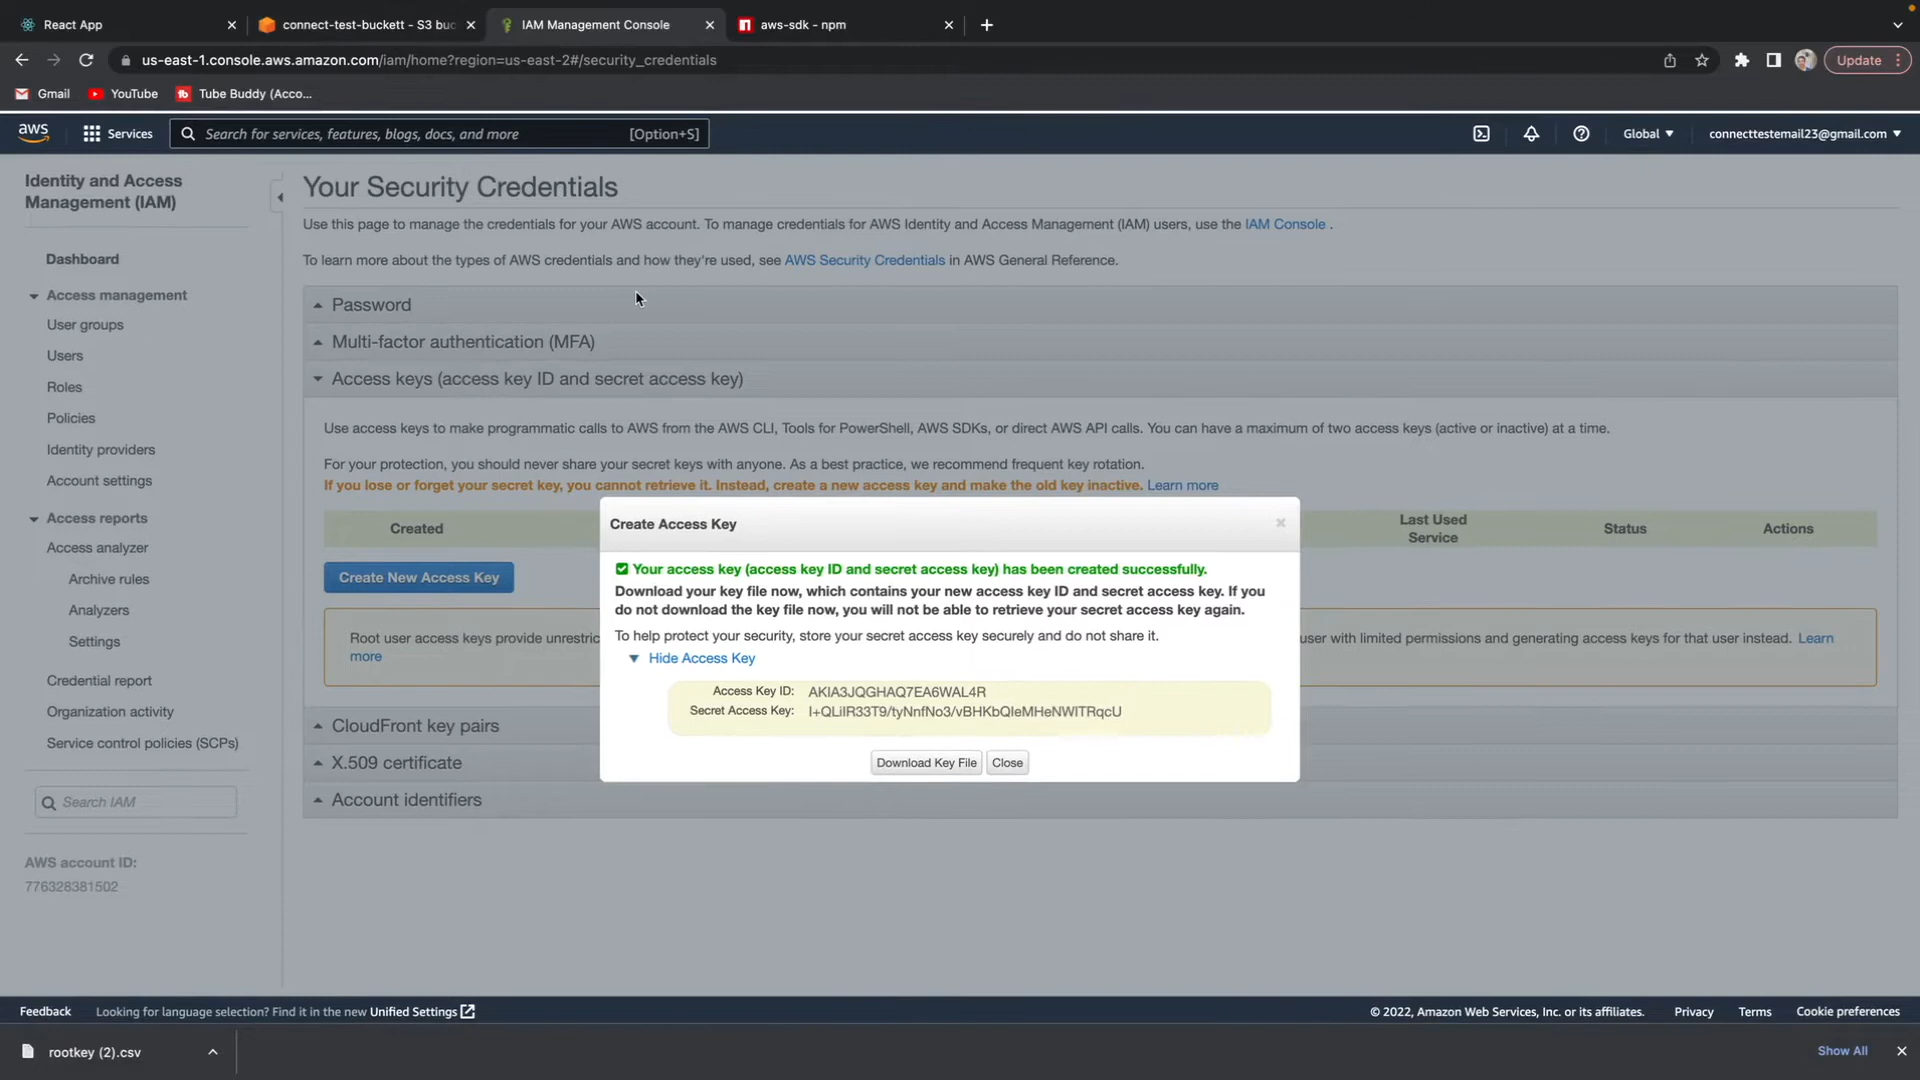 React App
connect-test-buckett - S3 buc
IAM Management Console
aws-sdk - npm
us-east-1.console.aws.amazon.com/iam/home?region=us-east-2#/security_credentials
Update
Gmail
YouTube
Tube Buddy (Acco...
aws
Services
Search for services, features, blogs, docs, and more
[Option+S]
Global
connecttestemail23@gmail.com
Identity and Access
Management (IAM)
Dashboard
Access management
User groups
Users
Roles
Policies
Identity providers
Account settings
Access reports
Access analyzer
Archive rules
Analyzers
Settings
Credential report
Organization activity
Service control policies (SCPs)
Search IAM
AWS account ID:
776328381502
Your Security Credentials
Use this page to manage the credentials for your AWS account. To manage credentials for AWS Identity and Access Management (IAM) users, use the IAM Console .
To learn more about the types of AWS credentials and how they're used, see AWS Security Credentials in AWS General Reference.
Password
Multi-factor authentication (MFA)
Access keys (access key ID and secret access key)
Use access keys to make programmatic calls to AWS from the AWS CLI, Tools for PowerShell, AWS SDKs, or direct AWS API calls. You can have a maximum of two access keys (active or inactive) at a time.
For your protection, you should never share your secret keys with anyone. As a best practice, we recommend frequent key rotation.
If you lose or forget your secret key, you cannot retrieve it. Instead, create a new access key and make the old key inactive. Learn more
Created
Last Used
Service
Status
Actions
Create New Access Key
Root user access keys provide unrestric
user with limited permissions and generating access keys for that user instead. Learn
more
CloudFront key pairs
X.509 certificate
Account identifiers
Create Access Key
Your access key (access key ID and secret access key) has been created successfully.
Download your key file now, which contains your new access key ID and secret access key. If you
do not download the key file now, you will not be able to retrieve your secret access key again.
To help protect your security, store your secret access key securely and do not share it.
Hide Access Key
Access Key ID: AKIA3JQGHAQ7EA6WAL4R
Secret Access Key:
Download Key File
Close
Feedback
Looking for language selection? Find it in the new Unified Settings
© 2022, Amazon Web Services, Inc. or its affiliates.
Privacy
Terms
Cookie preferences
rootkey (2).csv
Show All